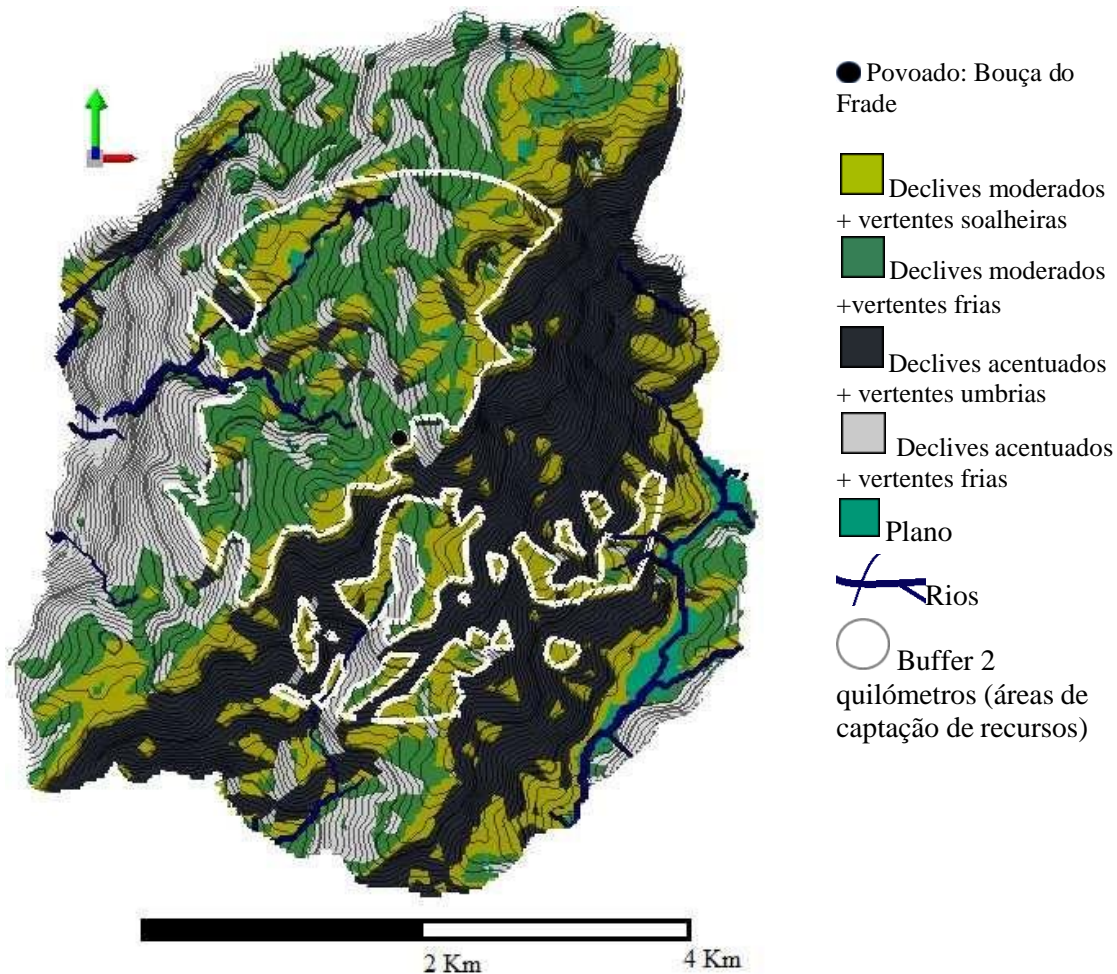 Povoado: Bouça do
Frade
Declives moderados
+ vertentes soalheiras
Declives moderados
+vertentes frias
Declives acentuados
+ vertentes umbrias
Declives acentuados
+ vertentes frias
Plano
Rios
Buffer 2
quilómetros (áreas de
captação de recursos)
2 Km
4 Km